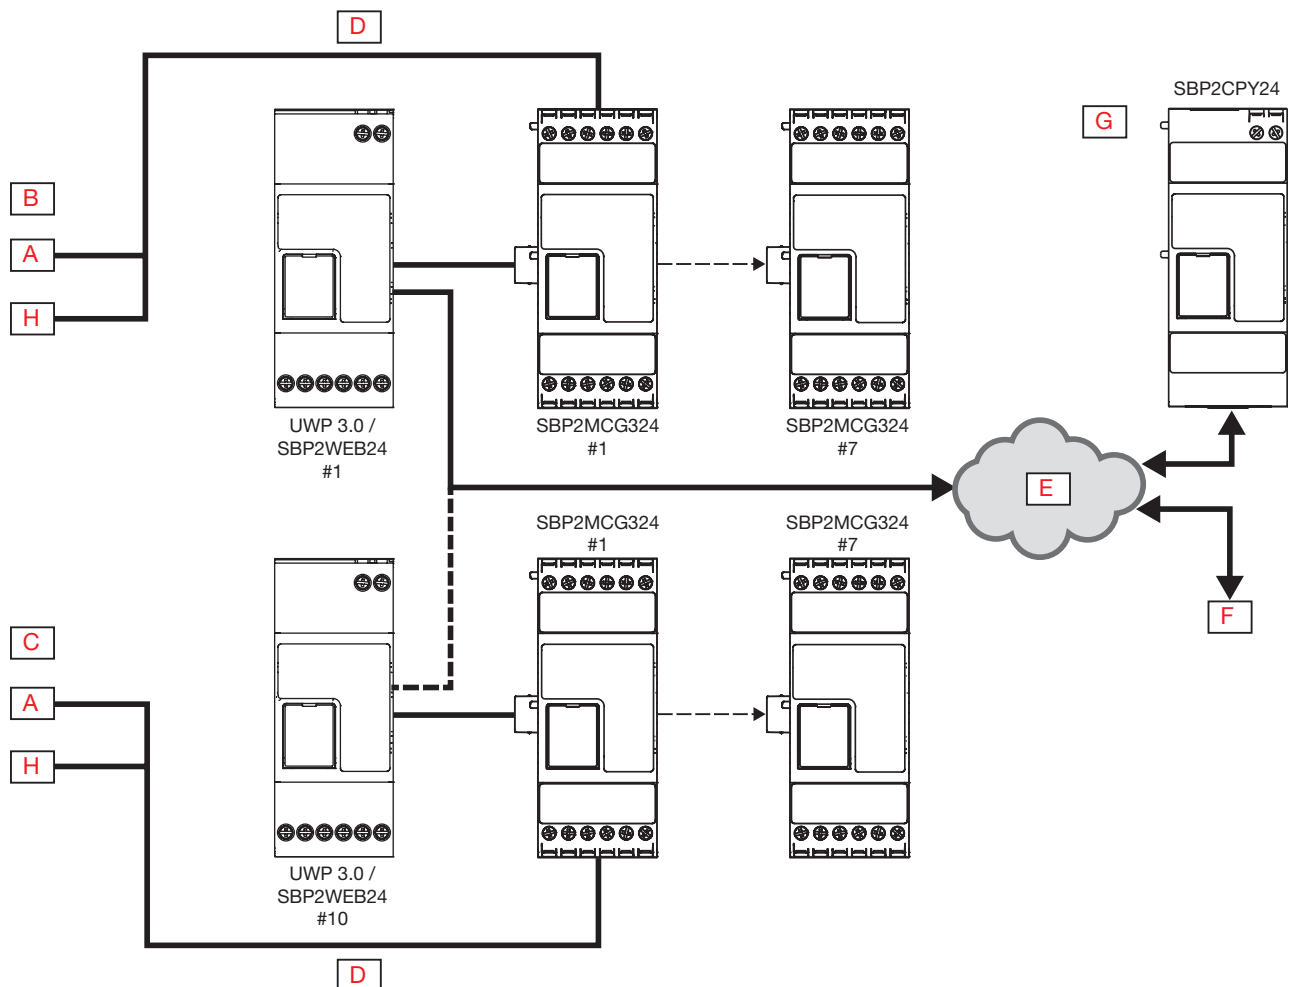 D
SBP2CPY24
G
B
A
H
UWP 3.0 /
SBP2WEB24
#1
SBP2MCG324
#1
SBP2MCG324
#7
E
SBP2MCG324
#1
SBP2MCG324
#7
F
C
A
H
UWP 3.0 /
SBP2WEB24
#10
D